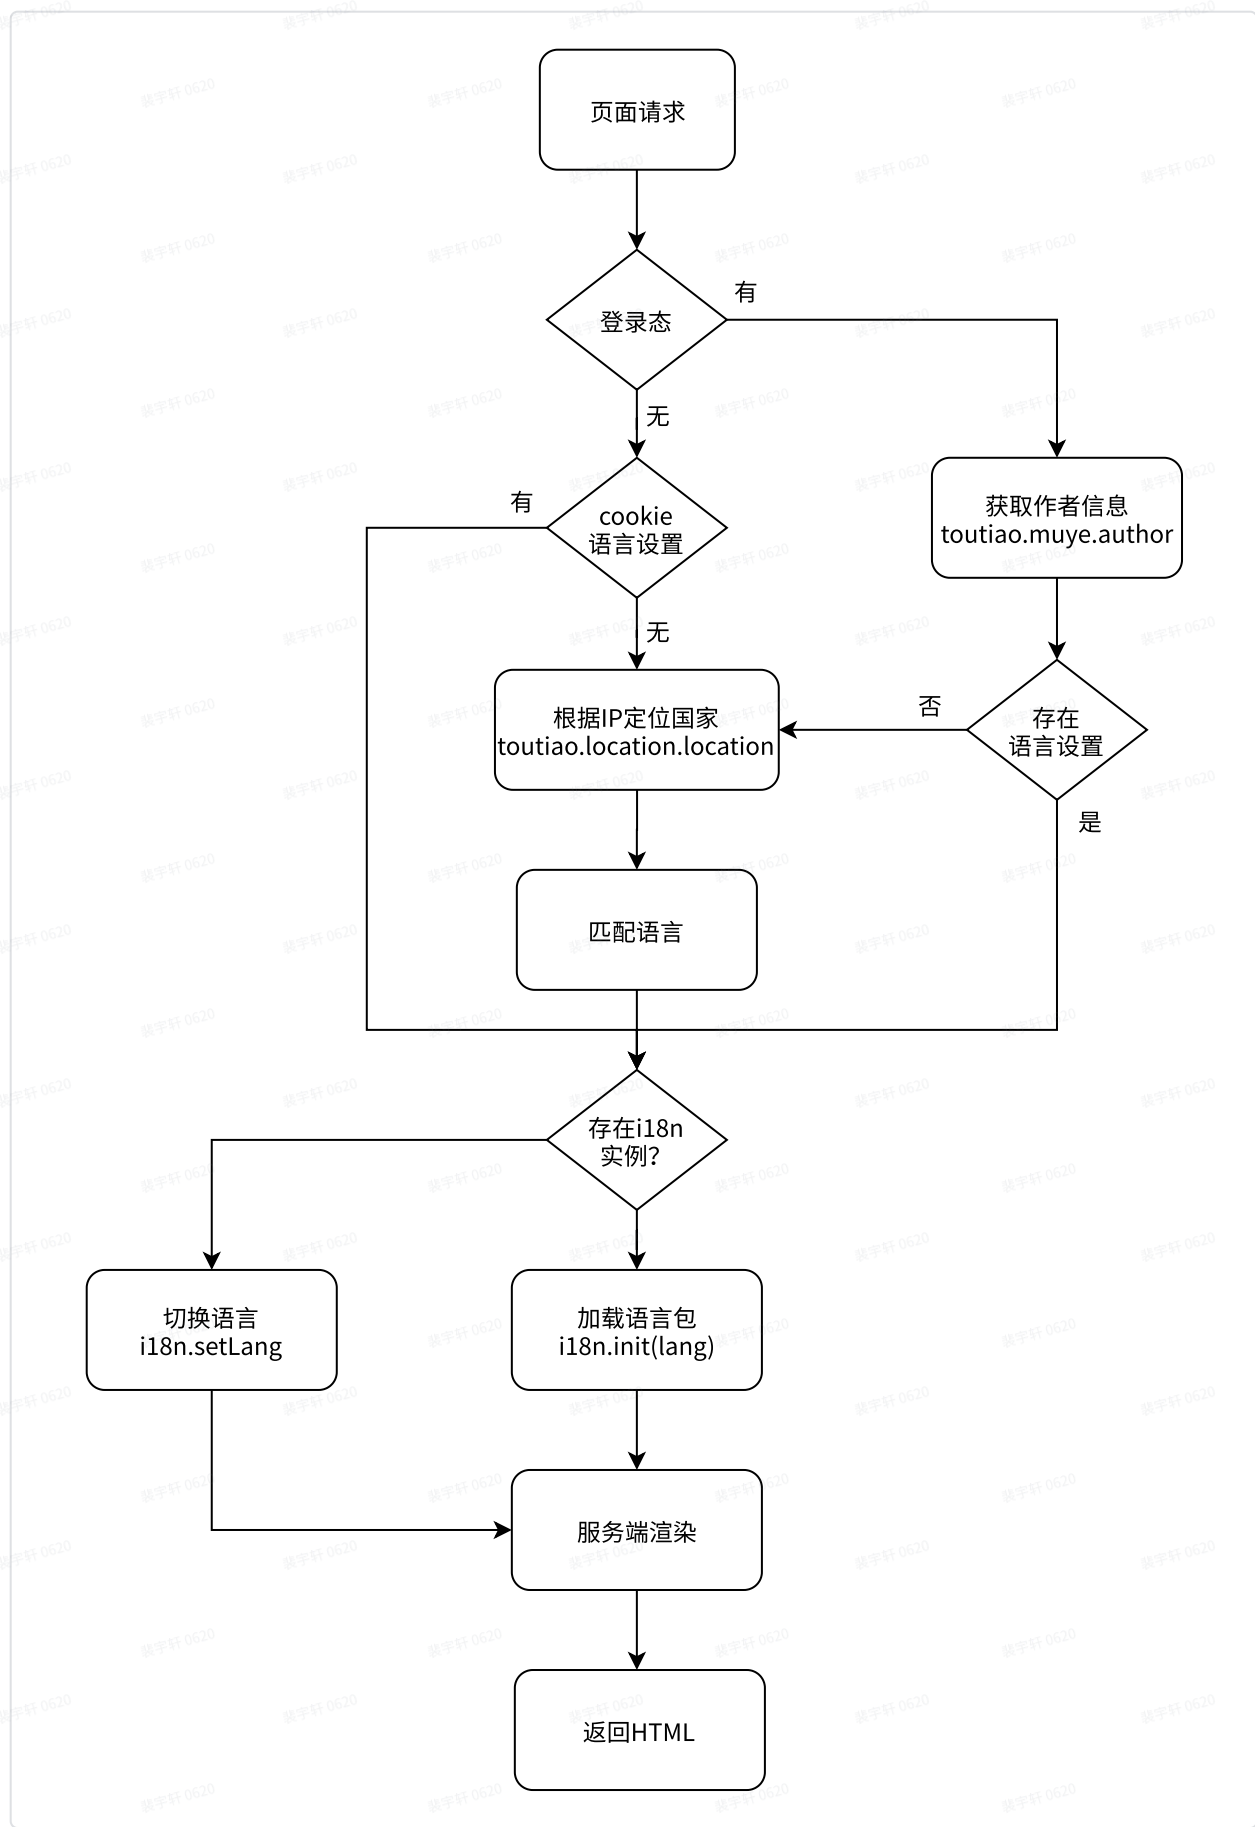 页面请求
登录态
有
无
cookie
语言设置
有
无
获取作者信息
toutiao.muye.author
存在
语言设置
否
是
根据IP定位国家
toutiao.location.location
匹配语言
存在i18n
实例？
切换语言
i18n.setLang
加载语言包
i18n.init(lang)
服务端渲染
返回HTML